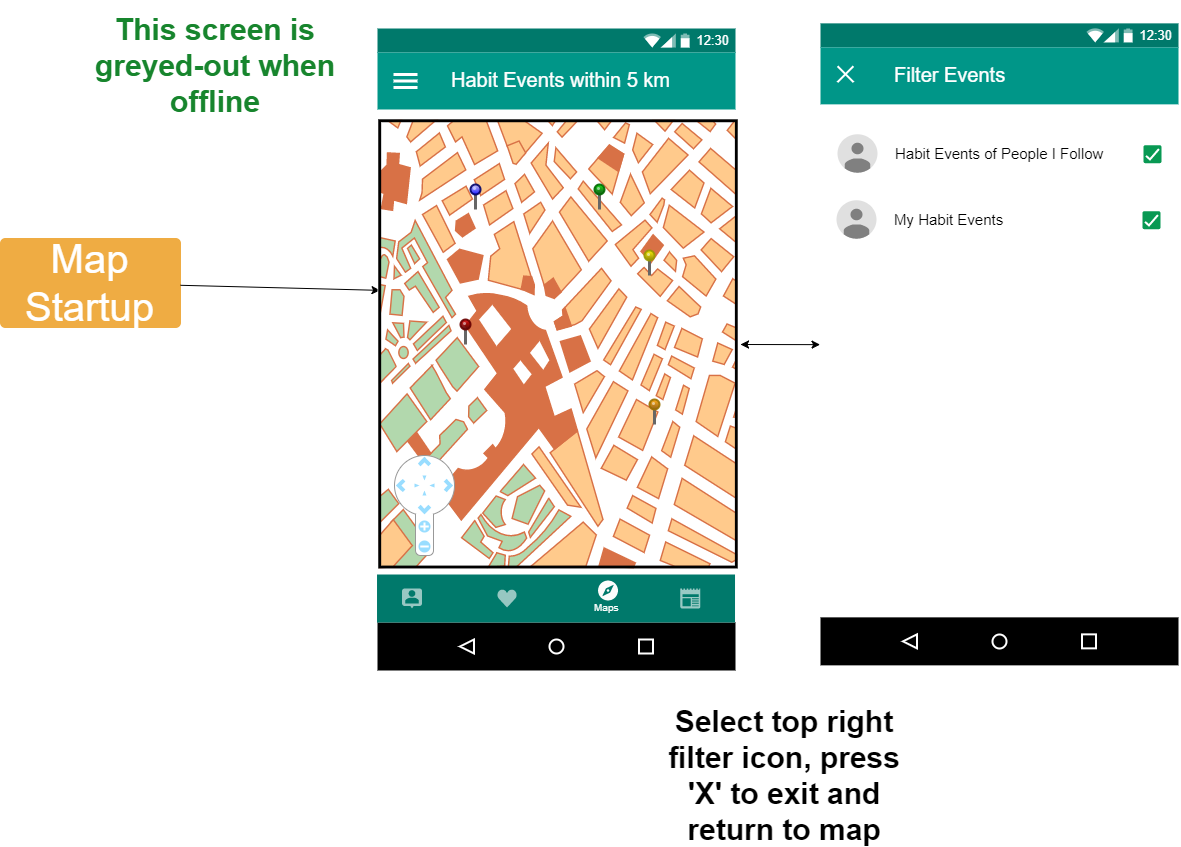 This screen is
greyed-out when
offline
12:30
Habit Events within 5 km
Map
Startup
Maps
12:30
Filter Events
Habit Events of People I Follow
My Habit Events
Select top right
filter icon, press
'X' to exit and
return to map